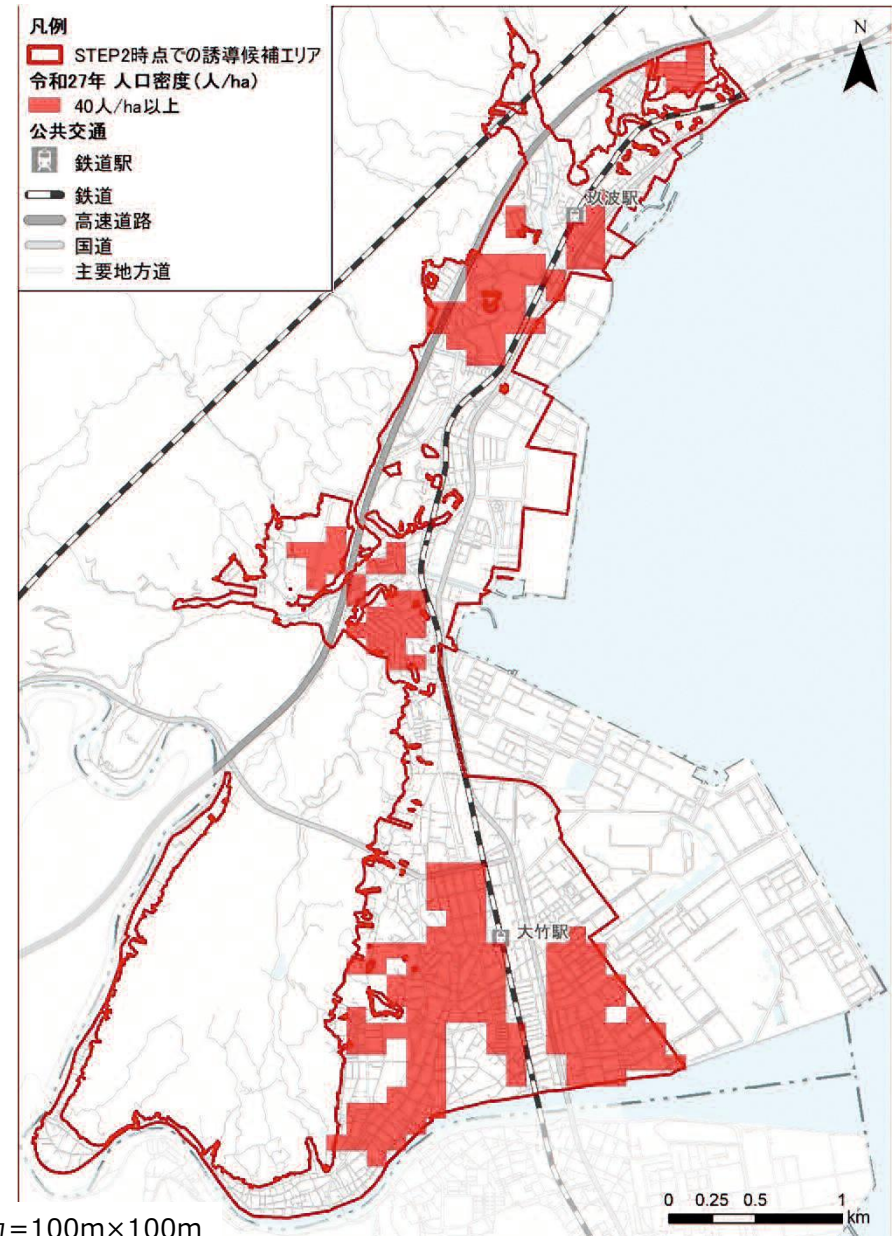 凡例
STEP2時点での誘導候補エリア
令和27年 人口密度(人/ha)
40人/ha以上
公共交通
鉄道駅
鉄道
高速道路
国道
主要地方道
N
玖波駅
大竹駅
0 0.25 0.5 1
km
=100m×100m